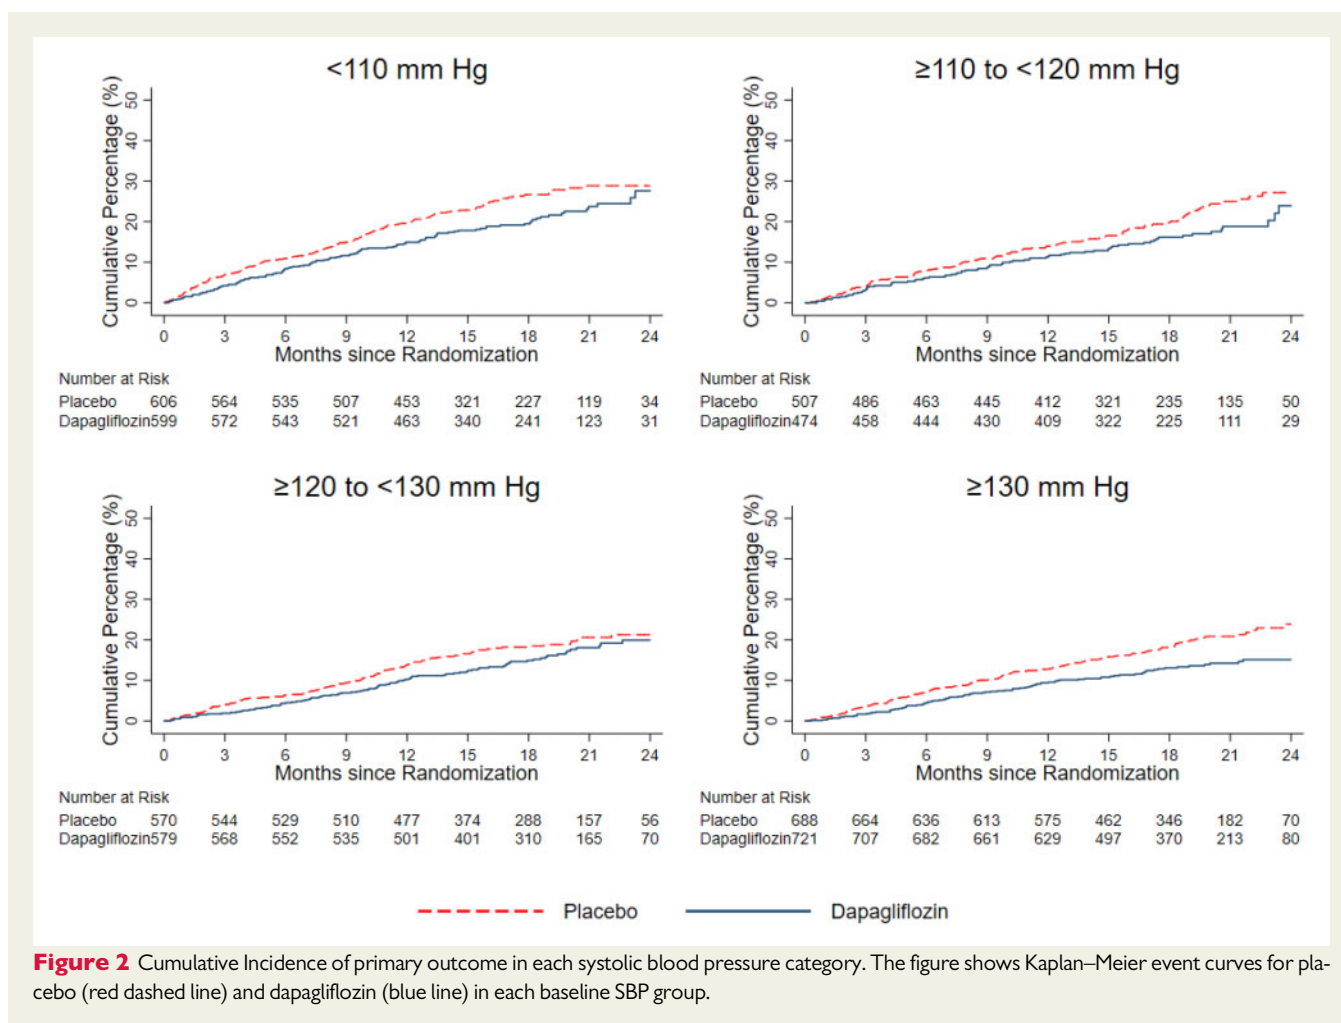 <110 mm Hg
Cumulative Percentage (%)
50
40
30
20
10
0
0 3 6 9 12 15 18 21 24
Months since Randomization
Number at Risk
Placebo 606 564 535 507 453 321 227 119 34
Dapagliflozin599 572 543 521 463 340 241 123 31
≥110 to <120 mm Hg
Cumulative Percentage (%)
50
40
30
20
10
0
0 3 6 9 12 15 18 21 24
Months since Randomization
Number at Risk
Placebo 507 486 463 445 412 321 235 135 50
Dapagliflozin474 458 444 430 409 322 225 111 29
≥120 to <130 mm Hg
Cumulative Percentage (%)
50
40
30
20
10
0
0 3 6 9 12 15 18 21 24
Months since Randomization
Number at Risk
Placebo 570 544 529 510 477 374 288 157 56
Dapagliflozin579 568 552 535 501 401 310 165 70
≥130 mm Hg
Cumulative Percentage (%)
50
40
30
20
10
0
0 3 6 9 12 15 18 21 24
Months since Randomization
Number at Risk
Placebo 688 664 636 613 575 462 346 182 70
Dapagliflozin721 707 682 661 629 497 370 213 80
Placebo Dapagliflozin
Figure 2 Cumulative Incidence of primary outcome in each systolic blood pressure category. The figure shows Kaplan–Meier event curves for pla-
cebo (red dashed line) and dapagliflozin (blue line) in each baseline SBP group.